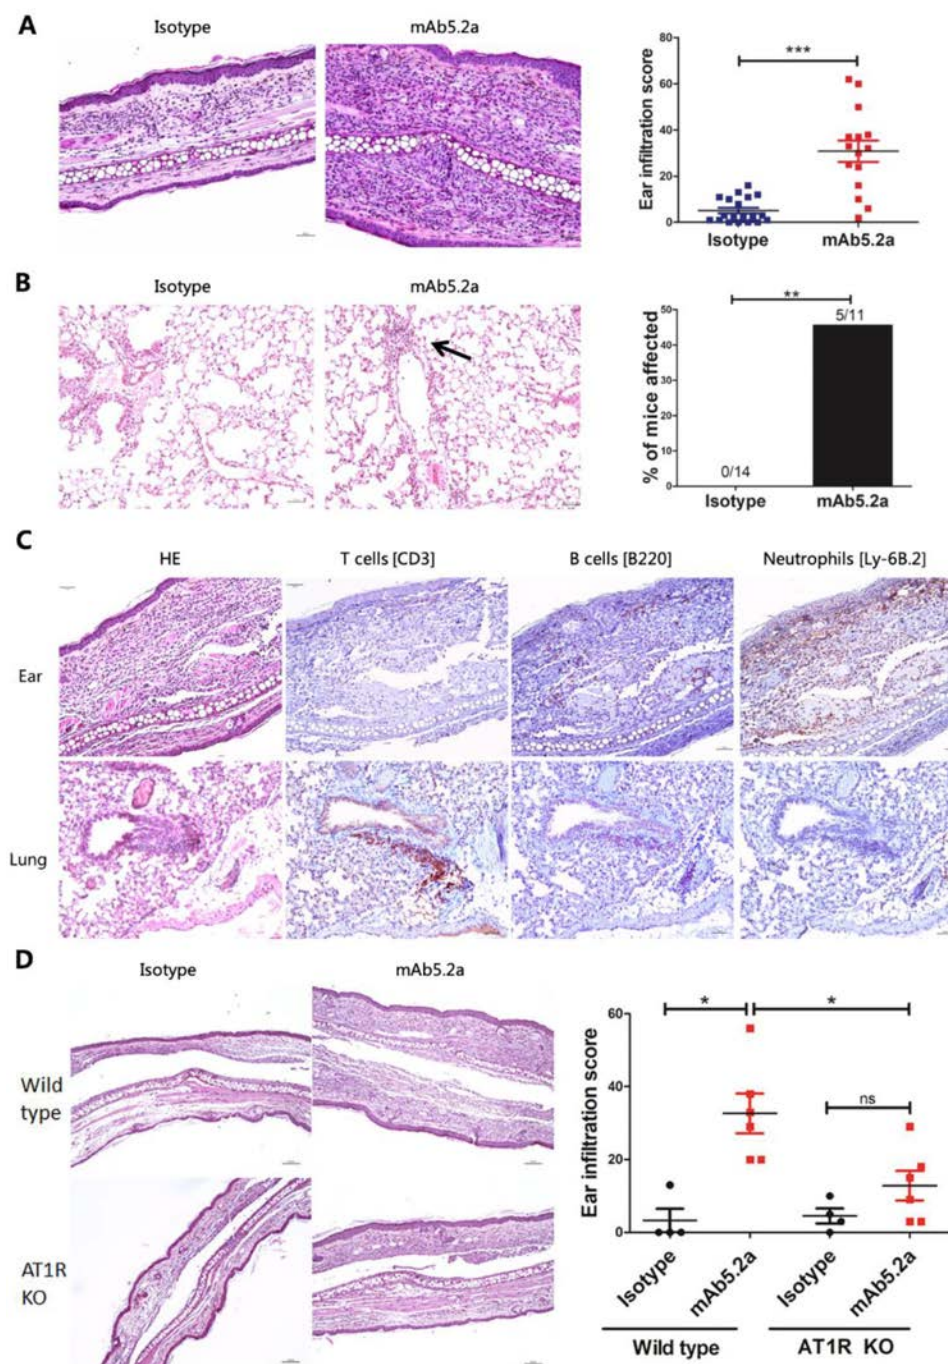 A
Isotype
mAb5.2a
Ear infiltration score
80
60
40
20
0
***
Isotype
mAb5.2a
B
Isotype
mAb5.2a
% of mice affected
50
40
30
20
10
0
**
0/14
5/11
Isotype
mAb5.2a
C
HE
T cells [CD3]
B cells [B220]
Neutrophils [Ly-6B.2]
Ear
Lung
D
Isotype
mAb5.2a
Wild
type
AT1R
KO
Ear infiltration score
60
40
20
0
*
*
ns
Isotype
mAb5.2a
Isotype
mAb5.2a
Wild type
AT1R KO